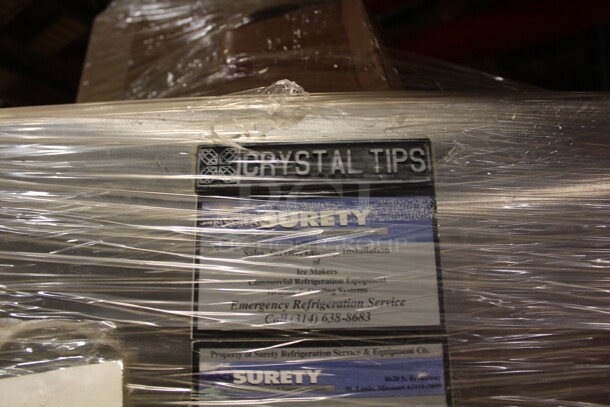 CRYSTAL TIPS
SURETY
Installation
of
Ice Makers
Commercial Refrigeration Equipment
Systems
Emergency Refrigeration Service
Call (314) 638-8683
Property of Surety Refrigeration Service & Equipment Co.
SURETY
St. Louis, Missouri